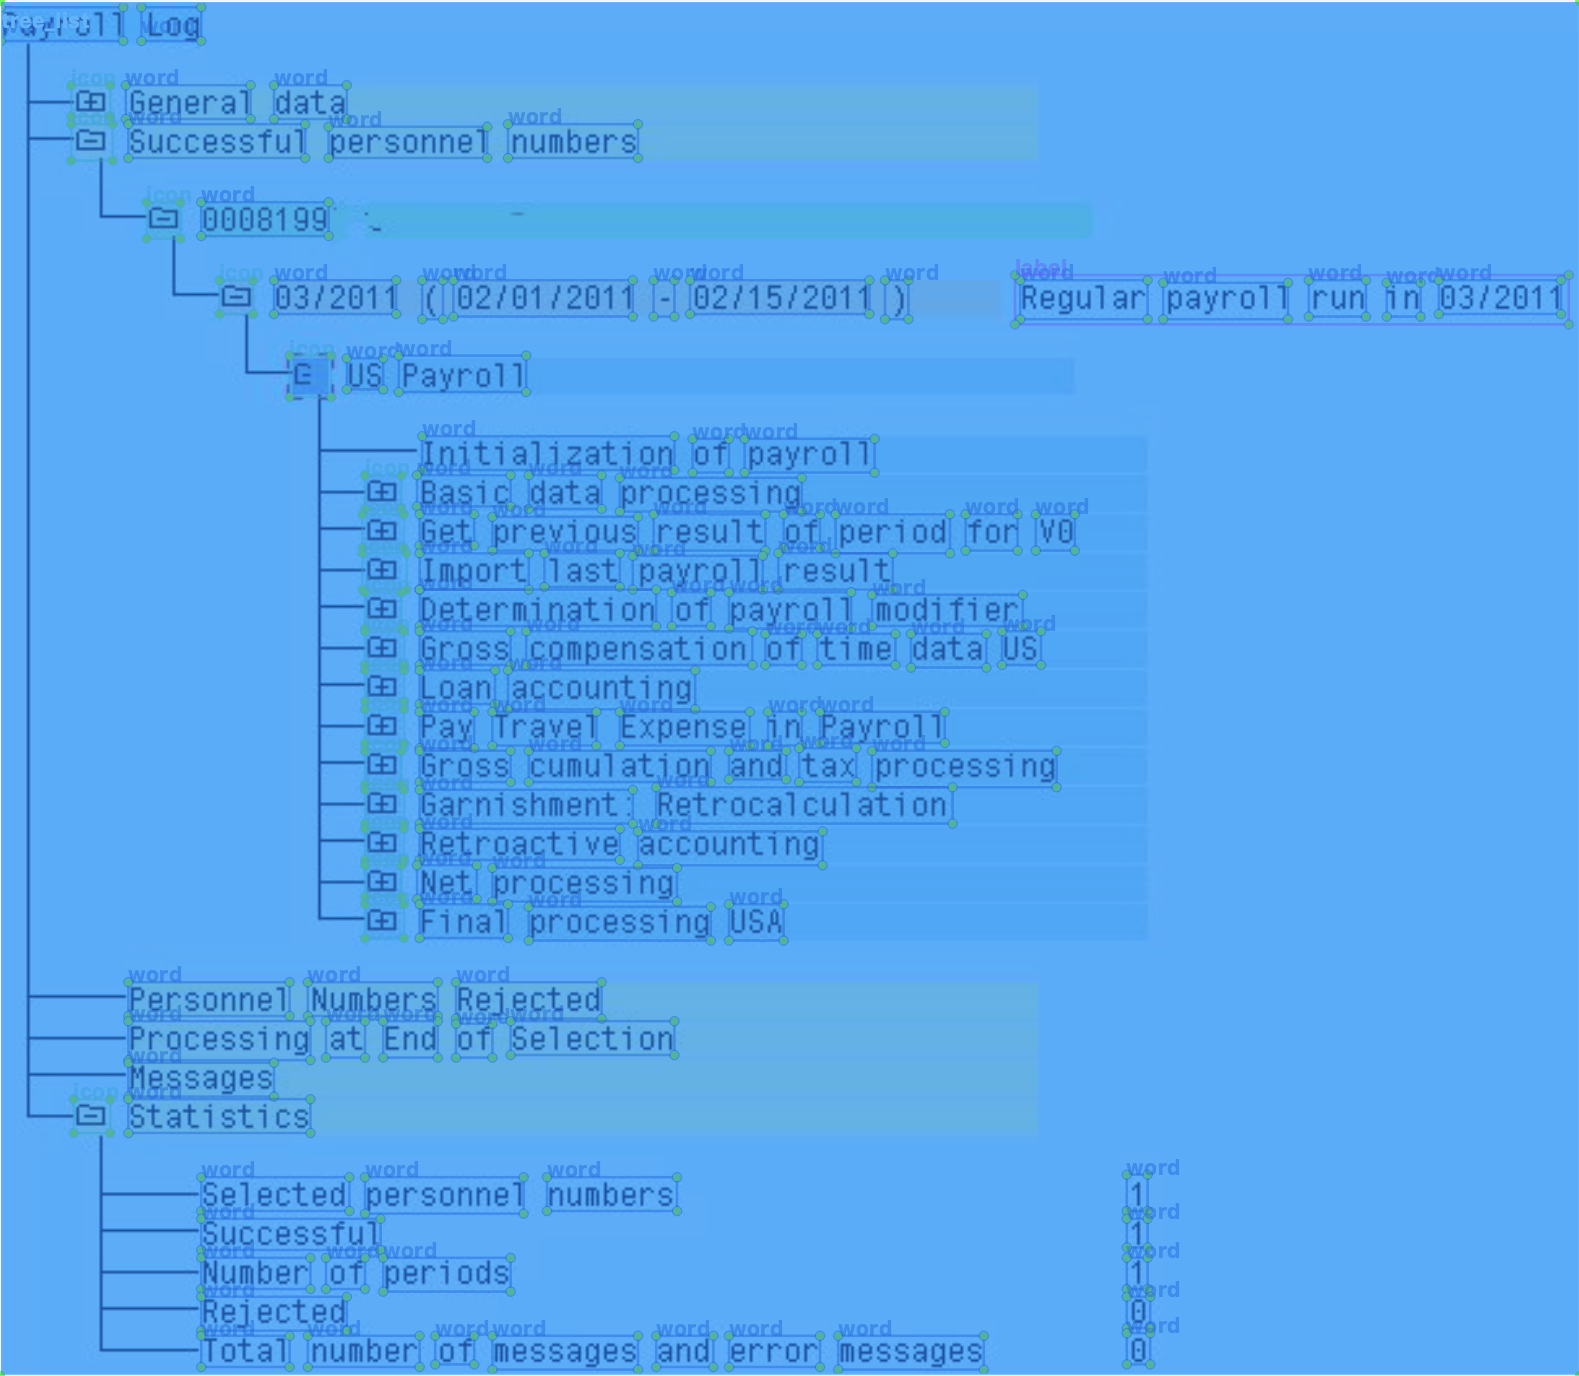 Payroll Log
General data
Successful personnel numbers
0008199
03/2011 ( 02/01/2011 - 02/15/2011 ) Regular payroll run in 03/2011
US Payroll
Initialization of payroll
Basic data processing
Get previous result of period for V0
Import last payroll result
Determination of payroll modifier
Gross compensation of time data US
Loan accounting
Pay Travel Expense in Payroll
Gross cumulation and tax processing
Garnishment: Retrocalculation
Retroactive accounting
Net processing
Final processing USA
Personnel Numbers Rejected
Processing at End of Selection
Messages
Statistics
Selected personnel numbers 1
Successful 1
Number of periods 1
Rejected 0
Total number of messages and error messages 0